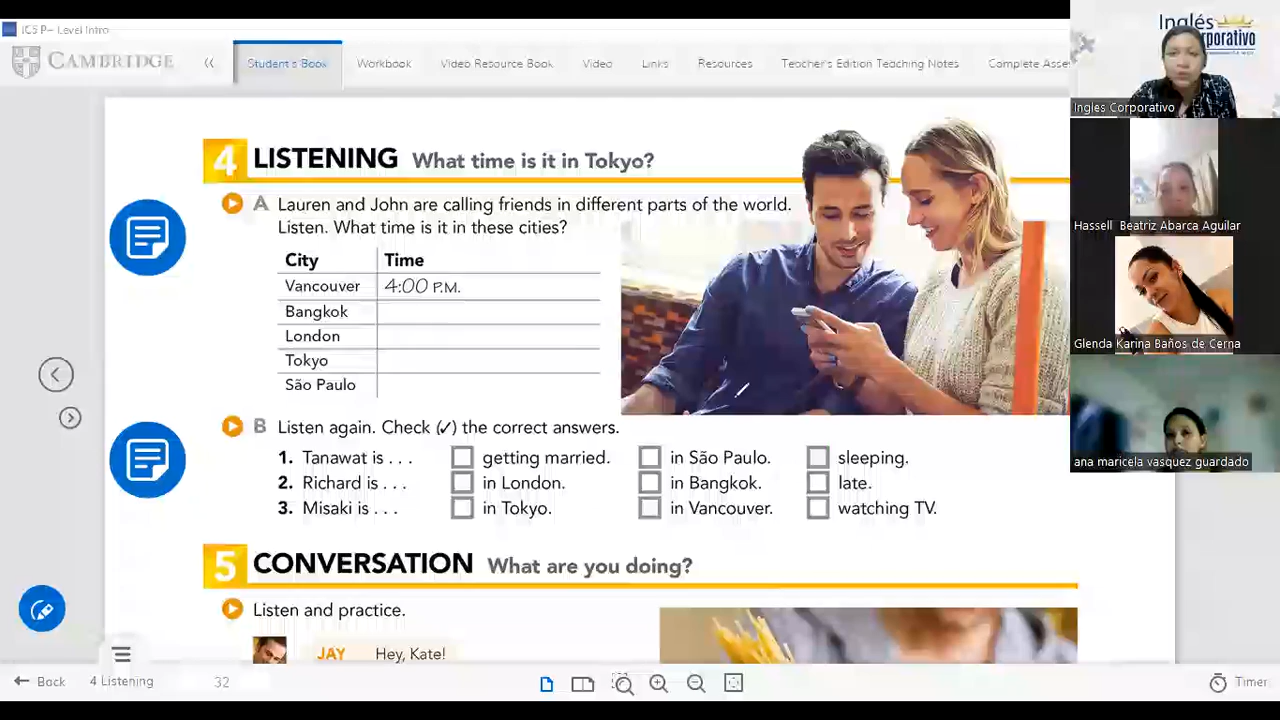 ICS P– Level Intro
CAMBRIDGE
Student's Book
Workbook
Video Resource Book
Video
Links
Resources
Teacher's Edition Teaching Notes
Complete Asse
4 LISTENING What time is it in Tokyo?
A Lauren and John are calling friends in different parts of the world.
Listen. What time is it in these cities?
City Time
Vancouver 4:00 P.M.
Bangkok
London
Tokyo
São Paulo
B Listen again. Check (✓) the correct answers.
1. Tanawat is . . . getting married. in São Paulo. sleeping.
2. Richard is . . . in London. in Bangkok. late.
3. Misaki is . . . in Tokyo. in Vancouver. watching TV.
5 CONVERSATION What are you doing?
Listen and practice.
JAY Hey, Kate!
Back
4 Listening
32
Timer
Inglés
orporativo
Ingles Corporativo
Hassell Beatriz Abarca Aguilar
Glenda Karina Baños de Cerna
ana maricela vasquez guardado